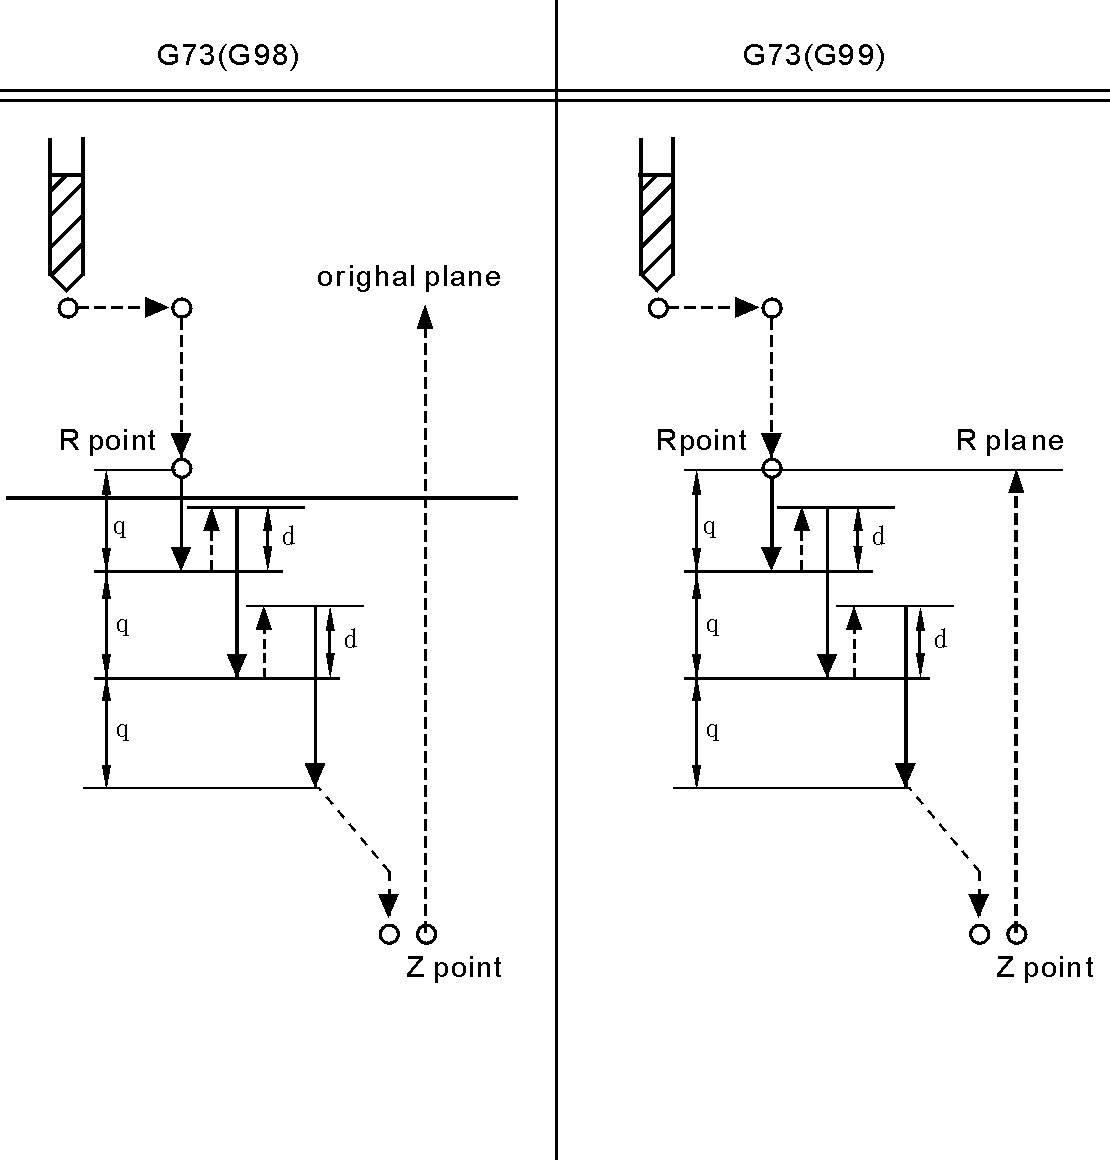 G73(G98)
G73(G99)
orighal plane
R point
q
d
q
d
q
Z point
Rpoint
R plane
q
d
q
d
q
Z point